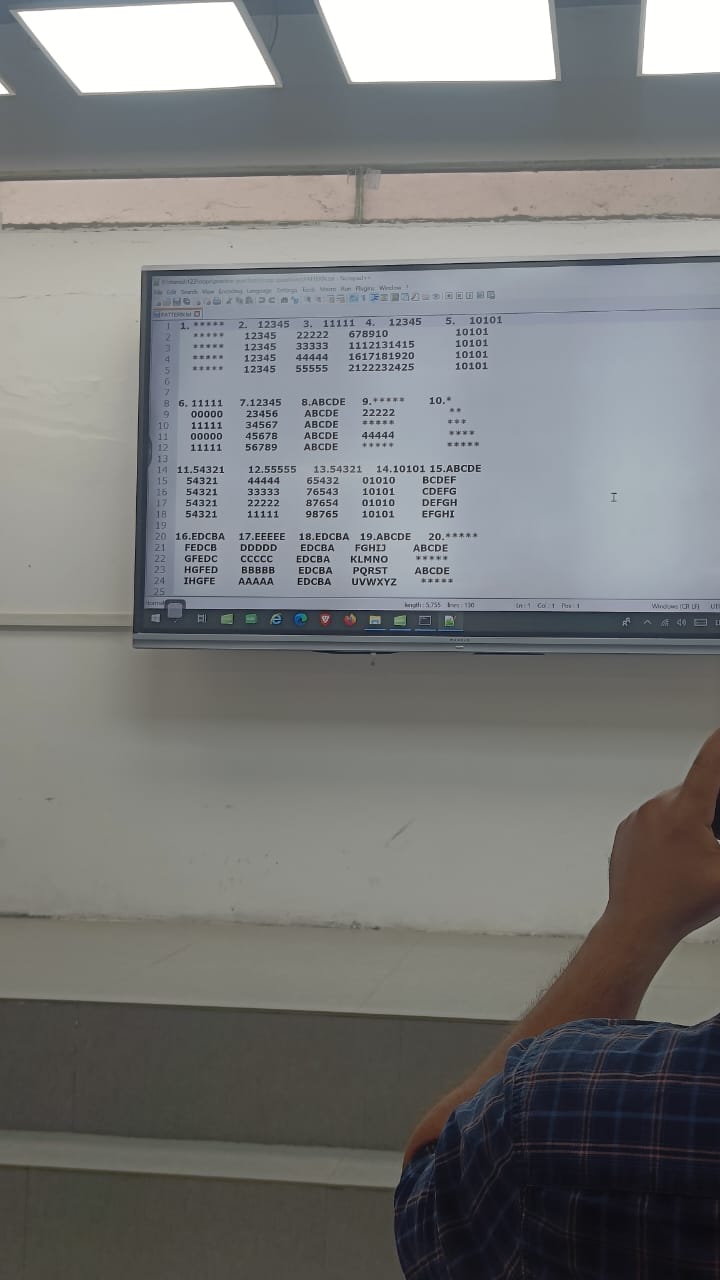 Notepad++
File Edit Search View Encoding Language Settings Tools Macro Run Plugins Window ?
PATTERN.txt
1 1. ***** 2. 12345 3. 11111 4. 12345 5. 10101
2 ***** 12345 22222 678910 10101
3 ***** 12345 33333 1112131415 10101
4 ***** 12345 44444 1617181920 10101
5 ***** 12345 55555 2122232425 10101
6
7
8 6. 11111 7.12345 8.ABCDE 9.***** 10.*
9 00000 23456 ABCDE 22222 **
10 11111 34567 ABCDE ***** ***
11 00000 45678 ABCDE 44444 ****
12 11111 56789 ABCDE ***** *****
13
14 11.54321 12.55555 13.54321 14.10101 15.ABCDE
15 54321 44444 65432 01010 BCDEF
16 54321 33333 76543 10101 CDEFG
17 54321 22222 87654 01010 DEFGH
18 54321 11111 98765 10101 EFGHI
19
20 16.EDCBA 17.EEEEE 18.EDCBA 19.ABCDE 20.*****
21 FEDCB DDDDD EDCBA FGHIJ ABCDE
22 GFEDC CCCCC EDCBA KLMNO *****
23 HGFED BBBBB EDCBA PQRST ABCDE
24 IHGFE AAAAA EDCBA UVWXYZ *****
25
length : 5,755 lines : 130 Ln : 1 Col : 1 Pos : 1 Windows (CR LF)